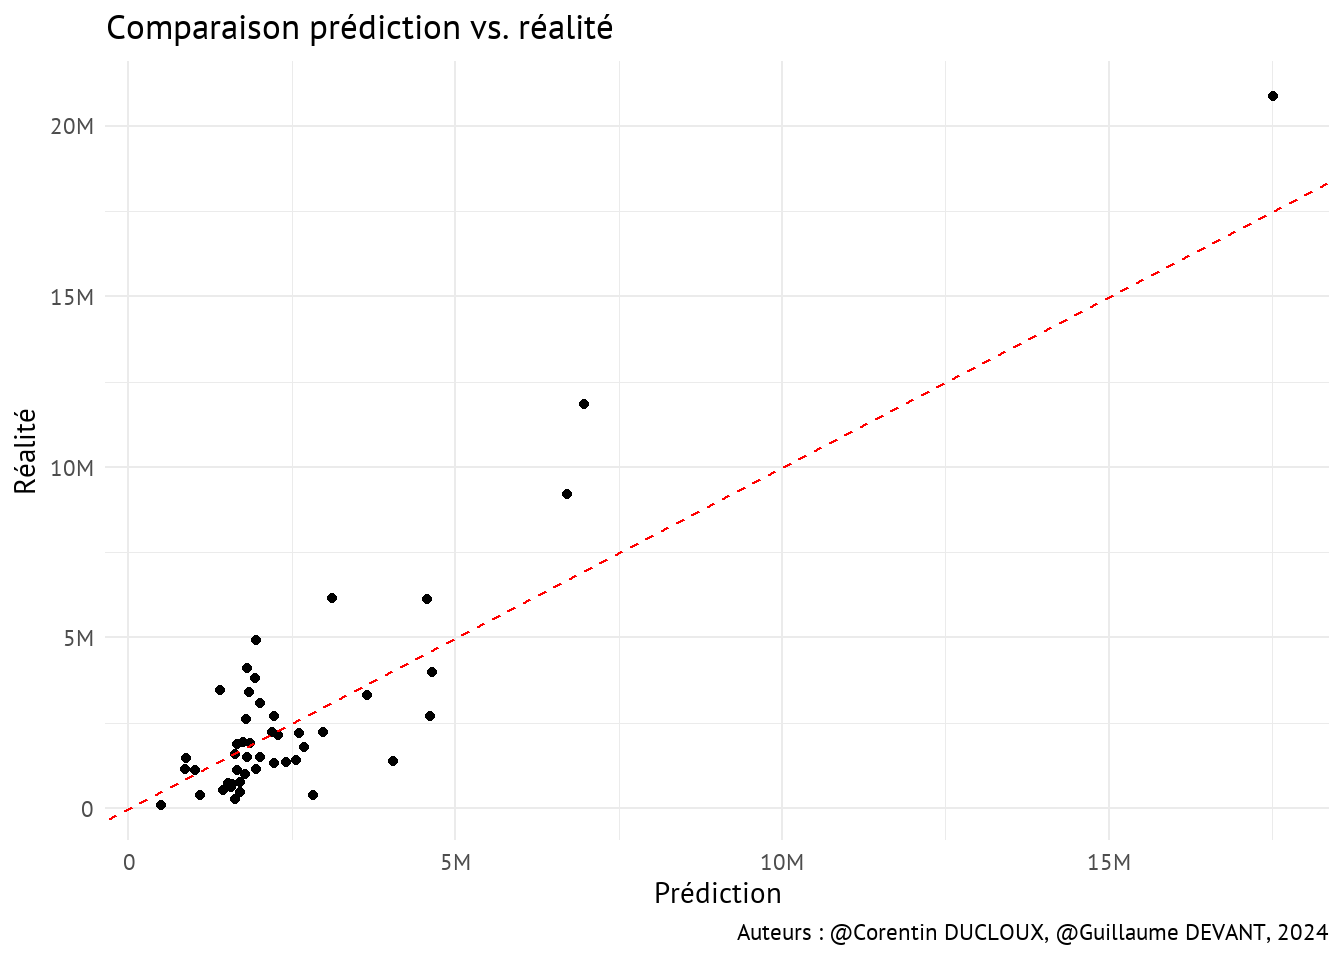 Comparaison prédiction vs. réalité
20M
15M
10M
5M
0
Réalité
0 5M 10M 15M
Prédiction
Auteurs : @Corentin DUCLOUX, @Guillaume DEVANT, 2024